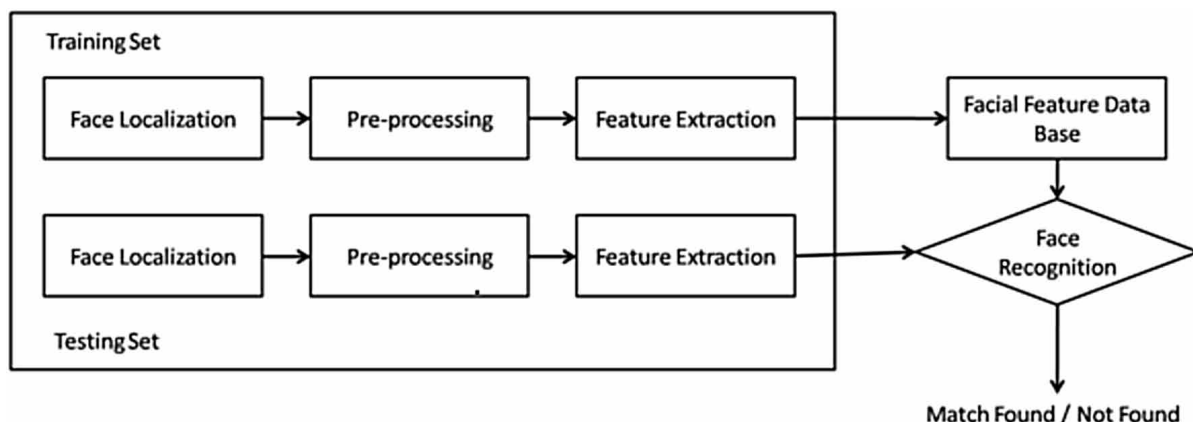 Training Set
Face Localization
Pre-processing
Feature Extraction
Facial Feature Data
Base
Face Localization
Pre-processing
Feature Extraction
Face
Recognition
Testing Set
Match Found / Not Found